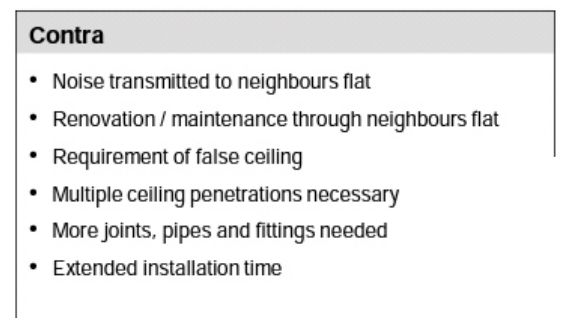 Contra
• Noise transmitted to neighbours flat
• Renovation / maintenance through neighbours flat
• Requirement of false ceiling
• Multiple ceiling penetrations necessary
• More joints, pipes and fittings needed
• Extended installation time